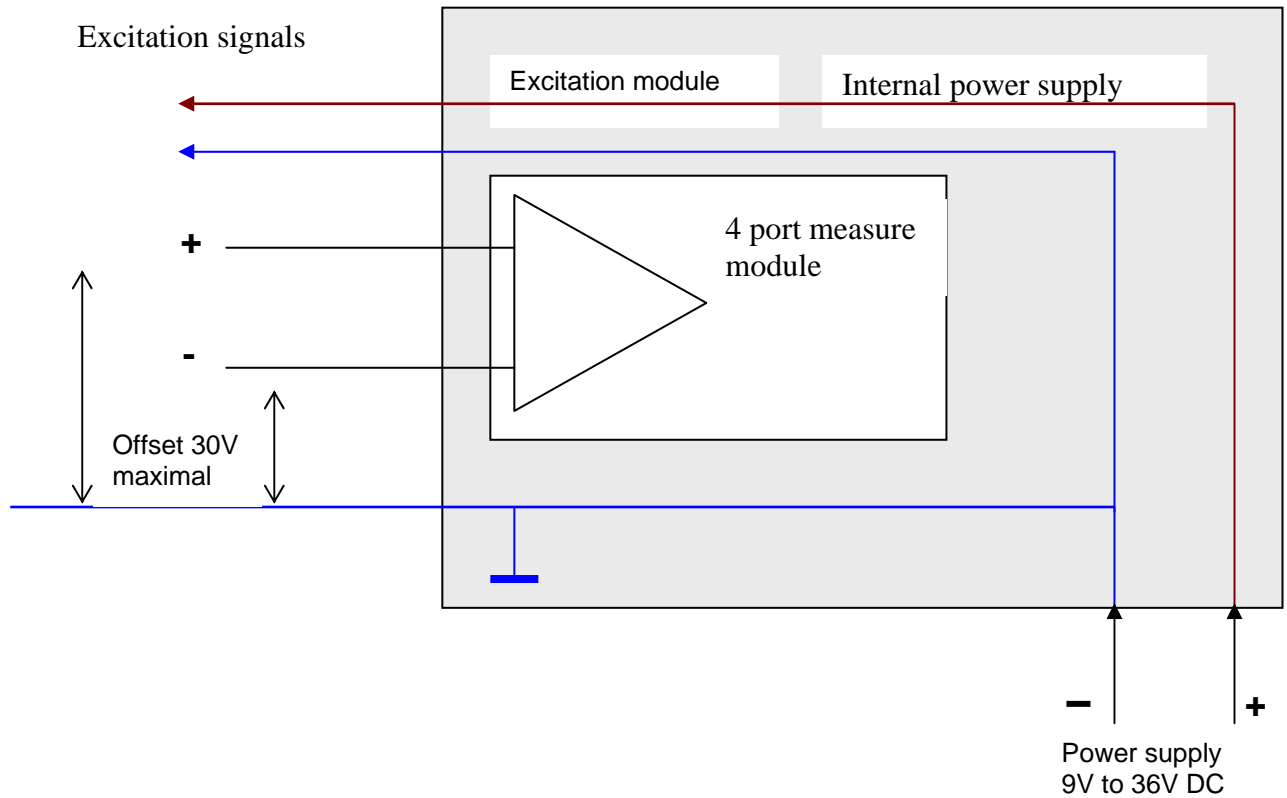 Excitation signals
Excitation module
Internal power supply
+
4 port measure
module
-
Offset 30V
maximal
– +
Power supply
9V to 36V DC